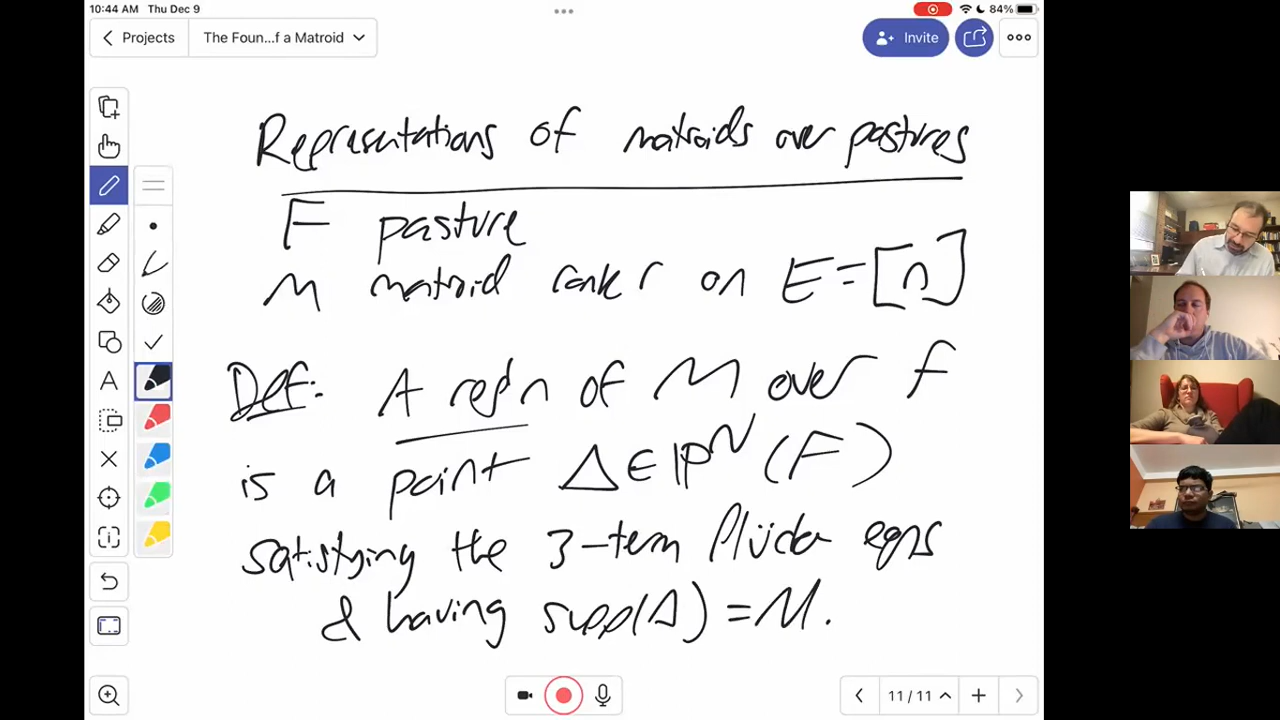 10:44 AM Thu Dec 9
84%
Projects
The Foun...f a Matroid
Invite
Representations of matroids over pastures
F pasture
M matroid rank r on E=[n]
Def: A rep'n of M over F
is a point Δ∈ℙᴺ(F)
satisfying the 3-term Plücker eqns
& having supp(Δ)=M.
A
11/11